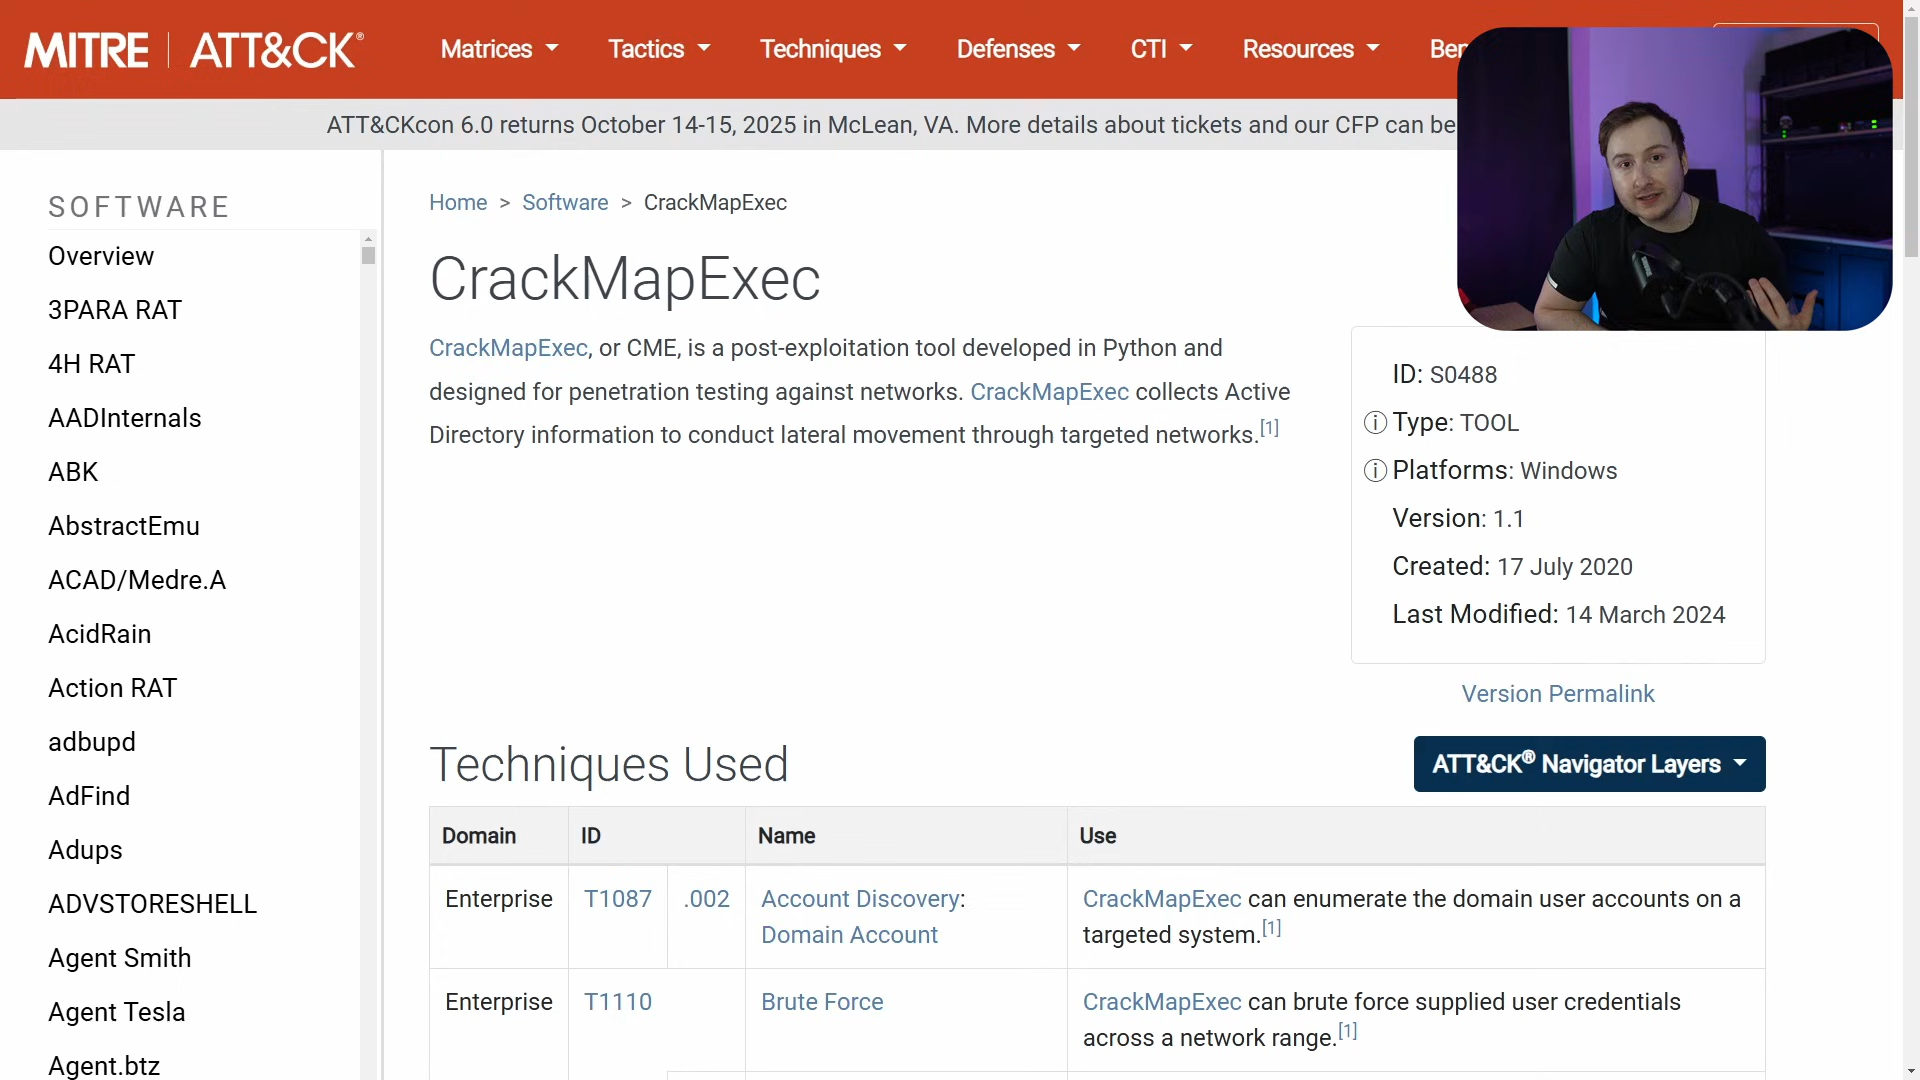 MITRE | ATT&CK®
Matrices
Tactics
Techniques
Defenses
CTI
Resources
ATT&CKcon 6.0 returns October 14-15, 2025 in McLean, VA. More details about tickets and our CFP can be
SOFTWARE
Overview
3PARA RAT
4H RAT
AADInternals
ABK
AbstractEmu
ACAD/Medre.A
AcidRain
Action RAT
adbupd
AdFind
Adups
ADVSTORESHELL
Agent Smith
Agent Tesla
Agent.btz
Home > Software > CrackMapExec
CrackMapExec
CrackMapExec, or CME, is a post-exploitation tool developed in Python and
designed for penetration testing against networks. CrackMapExec collects Active
Directory information to conduct lateral movement through targeted networks.[1]
ID: S0488
ⓘ Type: TOOL
ⓘ Platforms: Windows
Version: 1.1
Created: 17 July 2020
Last Modified: 14 March 2024
Version Permalink
Techniques Used
ATT&CK® Navigator Layers
Domain ID Name Use
Enterprise T1087 .002 Account Discovery: CrackMapExec can enumerate the domain user accounts on a
Domain Account targeted system.[1]
Enterprise T1110 Brute Force CrackMapExec can brute force supplied user credentials
across a network range.[1]